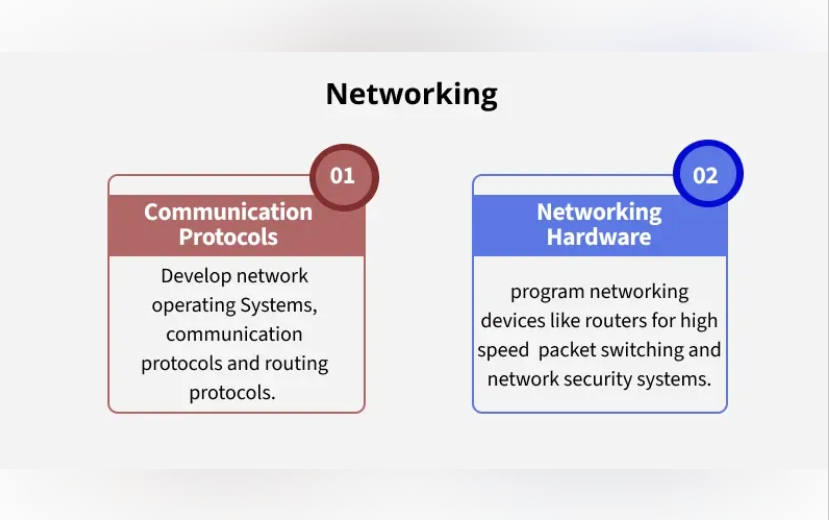 Networking
01
Communication
Protocols
Develop network
operating Systems,
communication
protocols and routing
protocols.
02
Networking
Hardware
program networking
devices like routers for high
speed  packet switching and
network security systems.